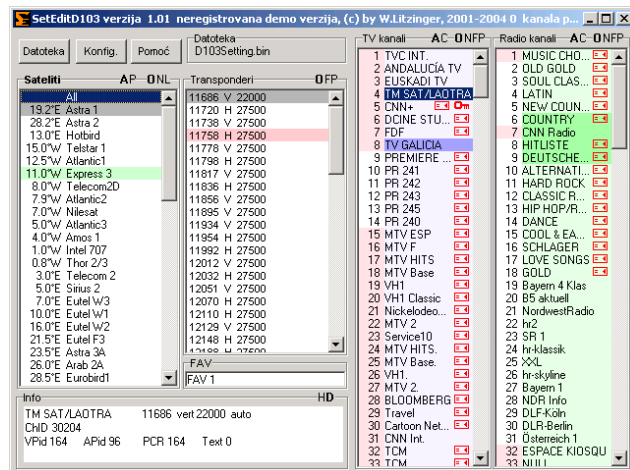 SetEditD103 verzija 1.01 neregistrovana demo verzija, (c) by W.Litzinger, 2001-2004 0 kanala p...
Datoteka
Konfig.
Pomoć
Datoteka
D103Setting.bin
Sateliti AP ONL
All
19.2°E Astra 1
28.2°E Astra 2
13.0°E Hotbird
15.0°W Telstar 1
12.5°W Atlantic1
11.0°W Express 3
8.0°W Telecom2D
7.9°W Atlantic2
7.0°W Nilesat
5.0°W Atlantic3
4.0°W Amos 1
1.0°W Intel 707
0.8°W Thor 2/3
3.0°E Telecom 2
5.0°E Sirius 2
7.0°E Eutel W3
10.0°E Eutel W1
16.0°E Eutel W2
21.5°E Eutel F3
23.5°E Astra 3A
26.0°E Arab 2A
28.5°E Eurobird1
Transponderi OFP
11686 V 22000
11720 H 27500
11738 V 27500
11758 H 27500
11778 V 27500
11798 H 27500
11817 V 27500
11836 H 27500
11856 V 27500
11895 V 27500
11934 V 27500
11954 H 27500
11992 H 27500
12012 V 27500
12032 H 27500
12051 V 27500
12070 H 27500
12110 H 27500
12129 V 27500
12148 H 27500
12188 H 27500
FAV
FAV 1
Info HD
TM SAT/LAOTRA 11686 vert 22000 auto
ChID 30204
VPid 164 APid 96 PCR 164 Text 0
TV kanali AC ONFP
1 TVC INT.
2 ANDALUCÍA TV
3 EUSKADI TV
4 TM SAT/LAOTRA
5 CNN+
6 DCINE STU...
7 FDF
8 TV GALICIA
9 PREMIERE ...
10 PR 241
11 PR 242
12 PR 243
13 PR 245
14 PR 240
15 MTV ESP
16 MTV F
17 MTV HITS
18 MTV Base
19 VH1
20 VH1 Classic
21 Nickelodeo...
22 MTV 2
23 Service10
24 MTV HITS.
25 MTV Base.
26 VH1.
27 MTV 2.
28 BLOOMBERG
29 Travel
30 Cartoon Net...
31 CNN Int.
32 TCM
33 TCM
Radio kanali AC ONFP
1 MUSIC CHO...
2 OLD GOLD
3 SOUL CLAS...
4 LATIN
5 NEW COUN...
6 COUNTRY
7 CNN Radio
8 HITLISTE
9 DEUTSCHE...
10 ALTERNATI...
11 HARD ROCK
12 CLASSIC R...
13 HIP HOP/R...
14 DANCE
15 COOL & EA...
16 SCHLAGER
17 LOVE SONGS
18 GOLD
19 Bayern 4 Klas
20 B5 aktuell
21 NordwestRadio
22 hr2
23 SR 1
24 hr-klassik
25 XXL
26 hr-skyline
27 Bayern 1
28 NDR Info
29 DLF-Köln
30 DLR-Berlin
31 Österreich 1
32 ESPACE KIOSQU
33 NULL